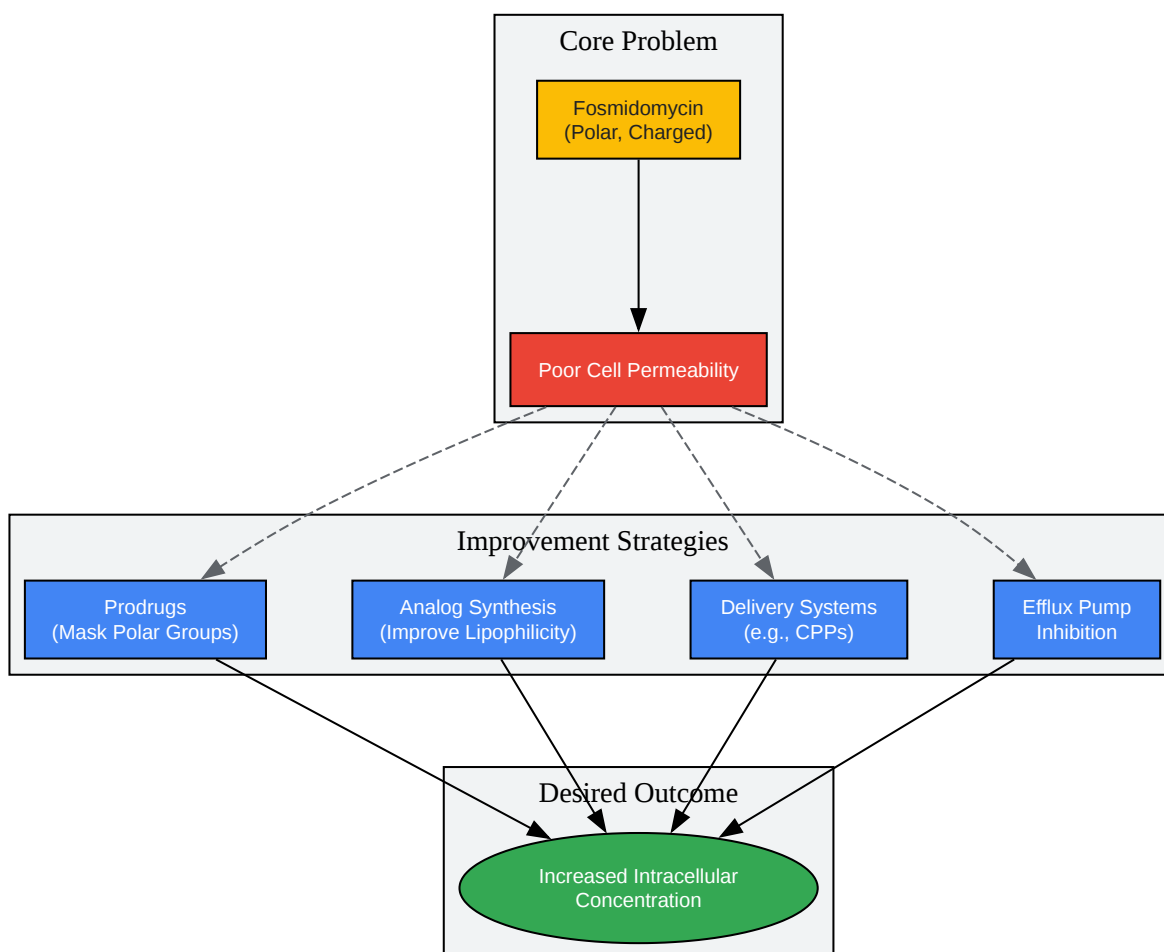 Core Problem
Fosmidomycin
(Polar, Charged)
Poor Cell Permeability
Improvement Strategies
Prodrugs
(Mask Polar Groups)
Analog Synthesis
(Improve Lipophilicity)
Delivery Systems
(e.g., CPPs)
Efflux Pump
Inhibition
Desired Outcome
Increased Intracellular
Concentration